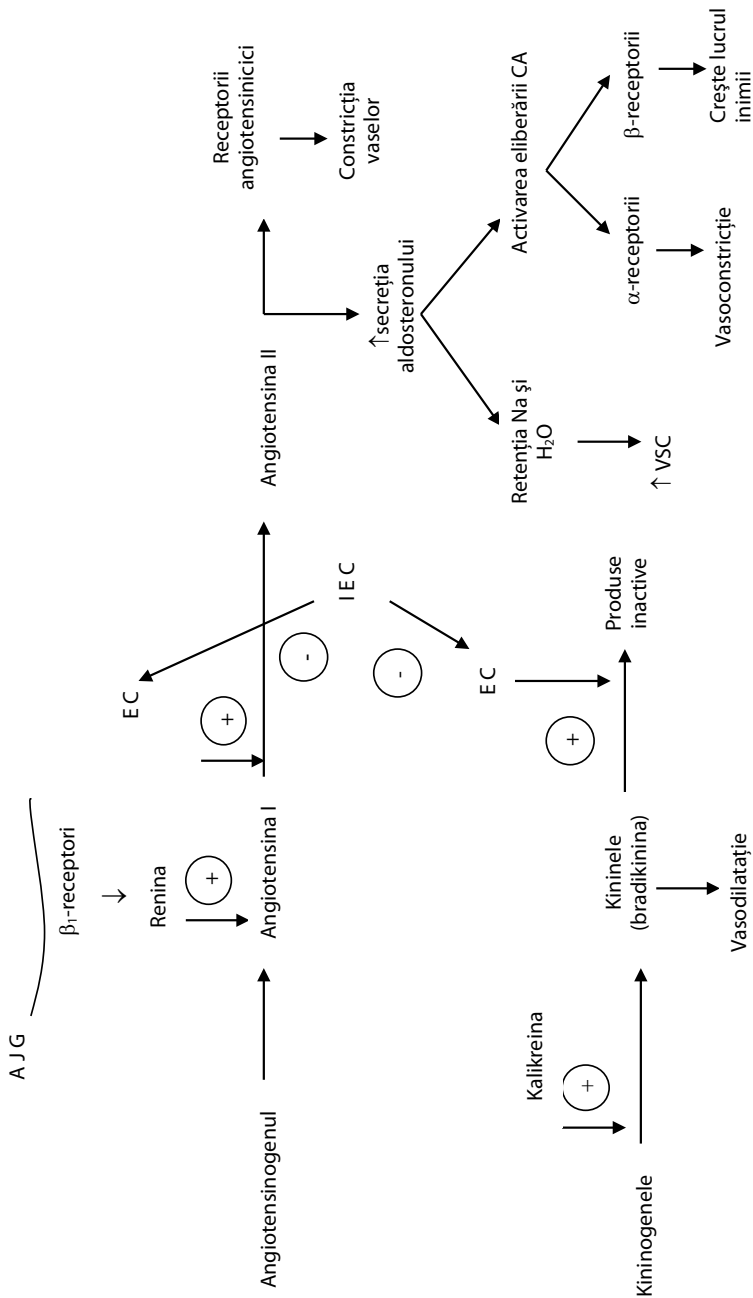 A J G
β₁-receptori
↓
Renina
+
Angiotensinogenul
Angiotensina I
E C
+
-
I E C
Angiotensina II
Receptorii
angiotensinicici
Constricția
vaselor
↑secreția
aldosteronului
Retenția Na și
H₂O
↑ VSC
Activarea eliberării CA
α-receptorii
Vasoconstricție
β-receptorii
Crește lucrul
inimii
Kalikreina
+
Kininogenele
Kininele
(bradikinina)
Vasodilatație
-
E C
+
Produse
inactive